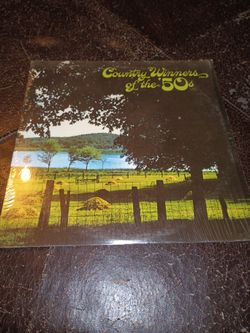 Country Winners
of the '50s